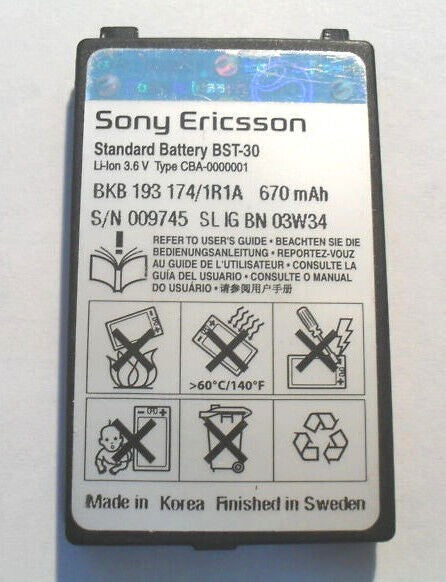 Sony Ericsson
Standard Battery BST-30
Li-Ion 3.6 V Type CBA-0000001
BKB 193 174/1R1A 670 mAh
S/N 009745 SL IG BN 03W34
REFER TO USER'S GUIDE • BEACHTEN SIE DIE
BEDIENUNGSANLEITUNG • REPORTEZ-VOUZ
AU GUIDE DE L'UTILISATEUR • CONSULTE LA
GUÍA DEL USUARIO • CONSULTE O MANUAL
DO USUÁRIO • 请参阅用户手册
>60°C/140°F
Made in Korea Finished in Sweden